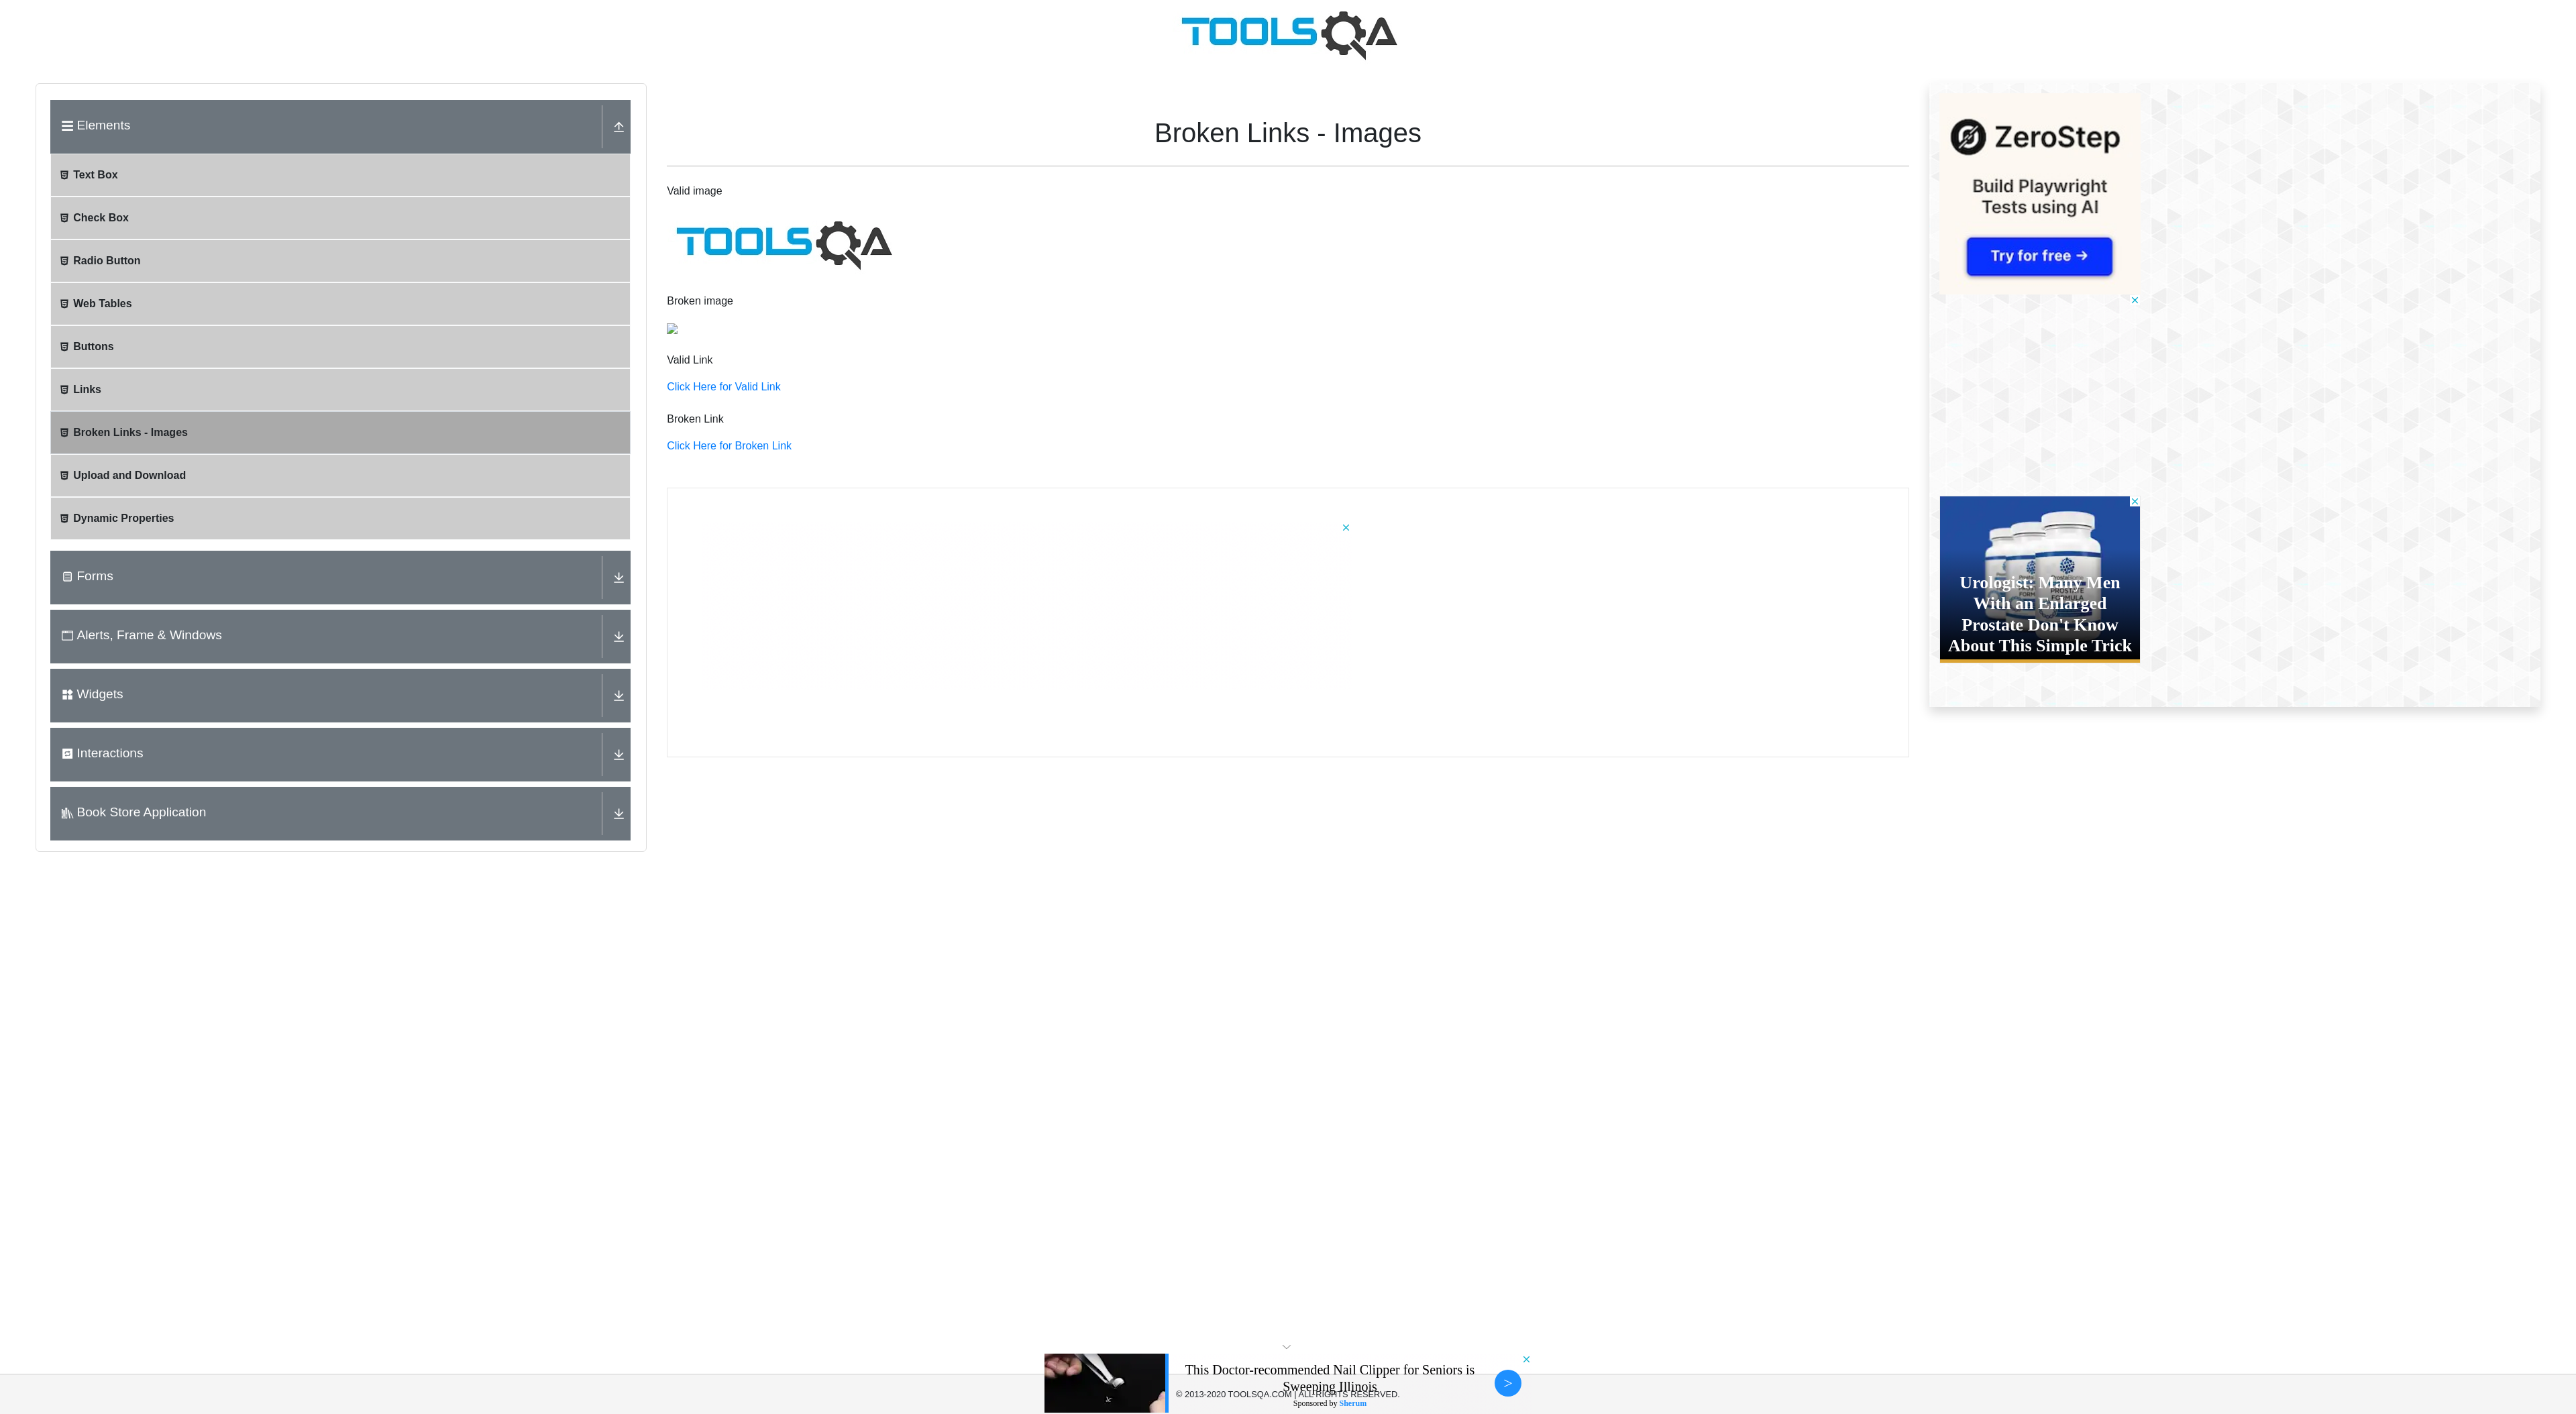 TOOLSQA
Elements
Text Box
Check Box
Radio Button
Web Tables
Buttons
Links
Broken Links - Images
Upload and Download
Dynamic Properties
Forms
Alerts, Frame & Windows
Widgets
Interactions
Book Store Application
Broken Links - Images
Valid image
TOOLSQA
Broken image
Valid Link
Click Here for Valid Link
Broken Link
Click Here for Broken Link
ZeroStep
Build Playwright
Tests using AI
Try for free →
Urologist: Many Men
With an Enlarged
Prostate Don't Know
About This Simple Trick
This Doctor-recommended Nail Clipper for Seniors is
Sweeping Illinois
© 2013-2020 TOOLSQA.COM | ALL RIGHTS RESERVED.
Sponsored by Sherum